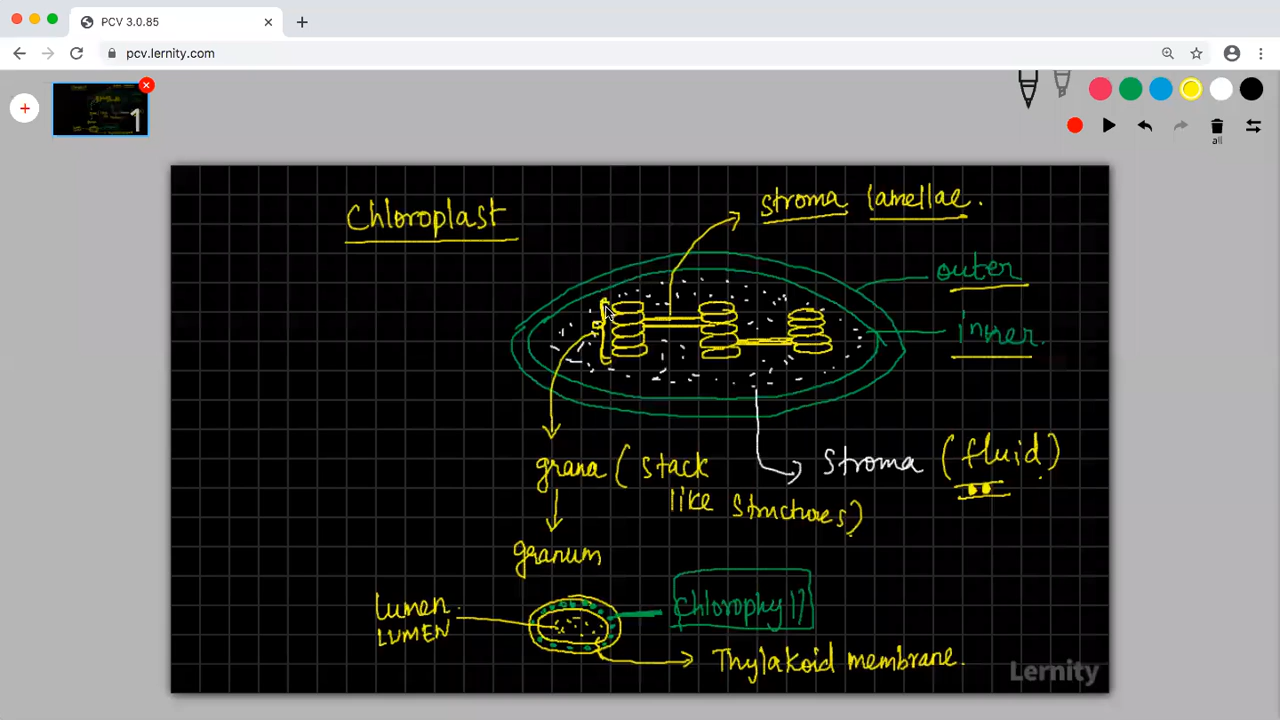 PCV 3.0.85
pcv.lernity.com
1
all
Chloroplast
stroma lamellae.
outer
inner.
grana (stack
like structures)
stroma (fluid)
granum
lumen
LUMEN
chlorophyll
Thylakoid membrane.
Lernity